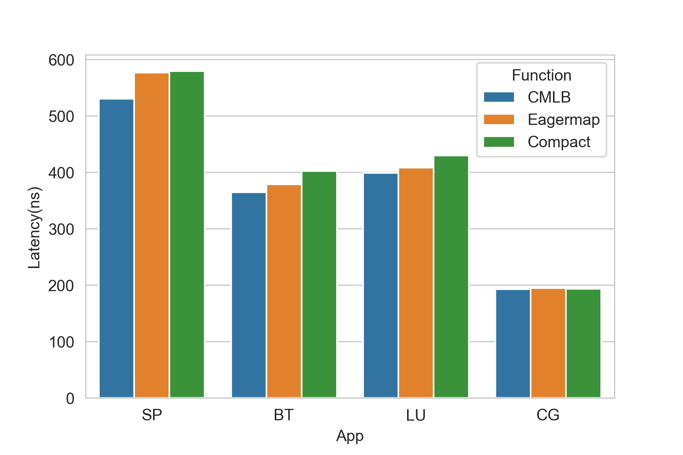 600
500
400
300
200
100
0
Latency(ns)
Function
CMLB
Eagermap
Compact
SP BT LU CG
App